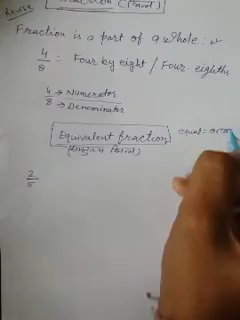 Revise
Fraction is a part of a whole:
4/8 = Four by eight / Four-eighths
4 → Numerator
8 → Denominator
Equivalent fraction
equal =
2/5